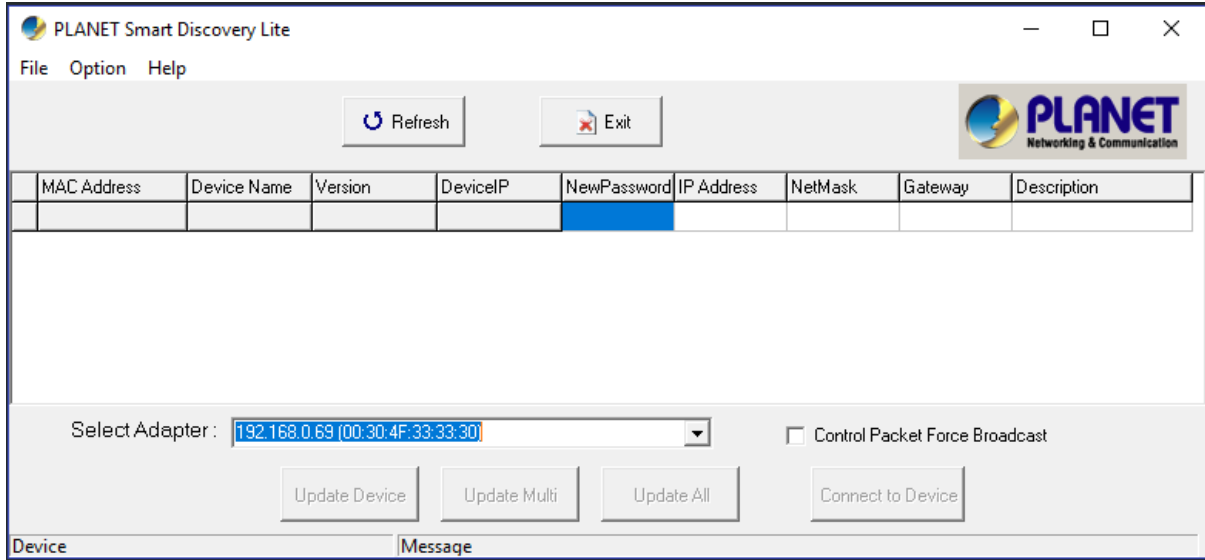 PLANET Smart Discovery Lite
File Option Help
Refresh Exit
PLANET
Networking & Communication
MAC Address Device Name Version DeviceIP NewPassword IP Address NetMask Gateway Description
Select Adapter : 192.168.0.69 (00:30:4F:33:33:30) Control Packet Force Broadcast
Update Device Update Multi Update All Connect to Device
Device Message